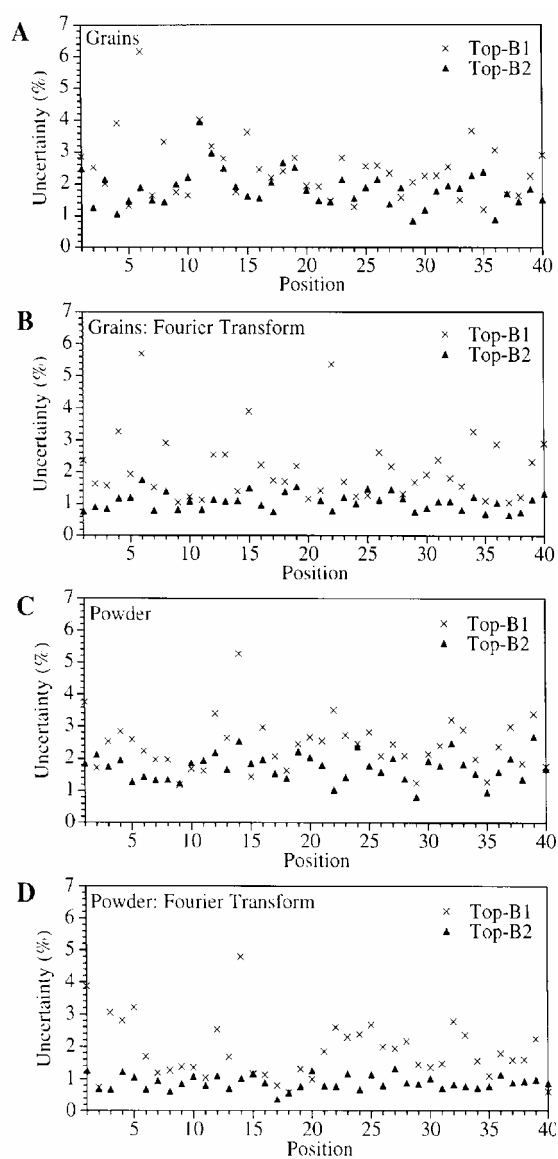 A
Grains
× Top-B1
▲ Top-B2
Uncertainty (%)
7
6
5
4
3
2
1
0
5 10 15 20 25 30 35 40
Position
B
Grains: Fourier Transform
× Top-B1
▲ Top-B2
Uncertainty (%)
7
6
5
4
3
2
1
0
5 10 15 20 25 30 35 40
Position
C
Powder
× Top-B1
▲ Top-B2
Uncertainty (%)
7
6
5
4
3
2
1
0
5 10 15 20 25 30 35 40
Position
D
Powder: Fourier Transform
× Top-B1
▲ Top-B2
Uncertainty (%)
7
6
5
4
3
2
1
0
5 10 15 20 25 30 35 40
Position